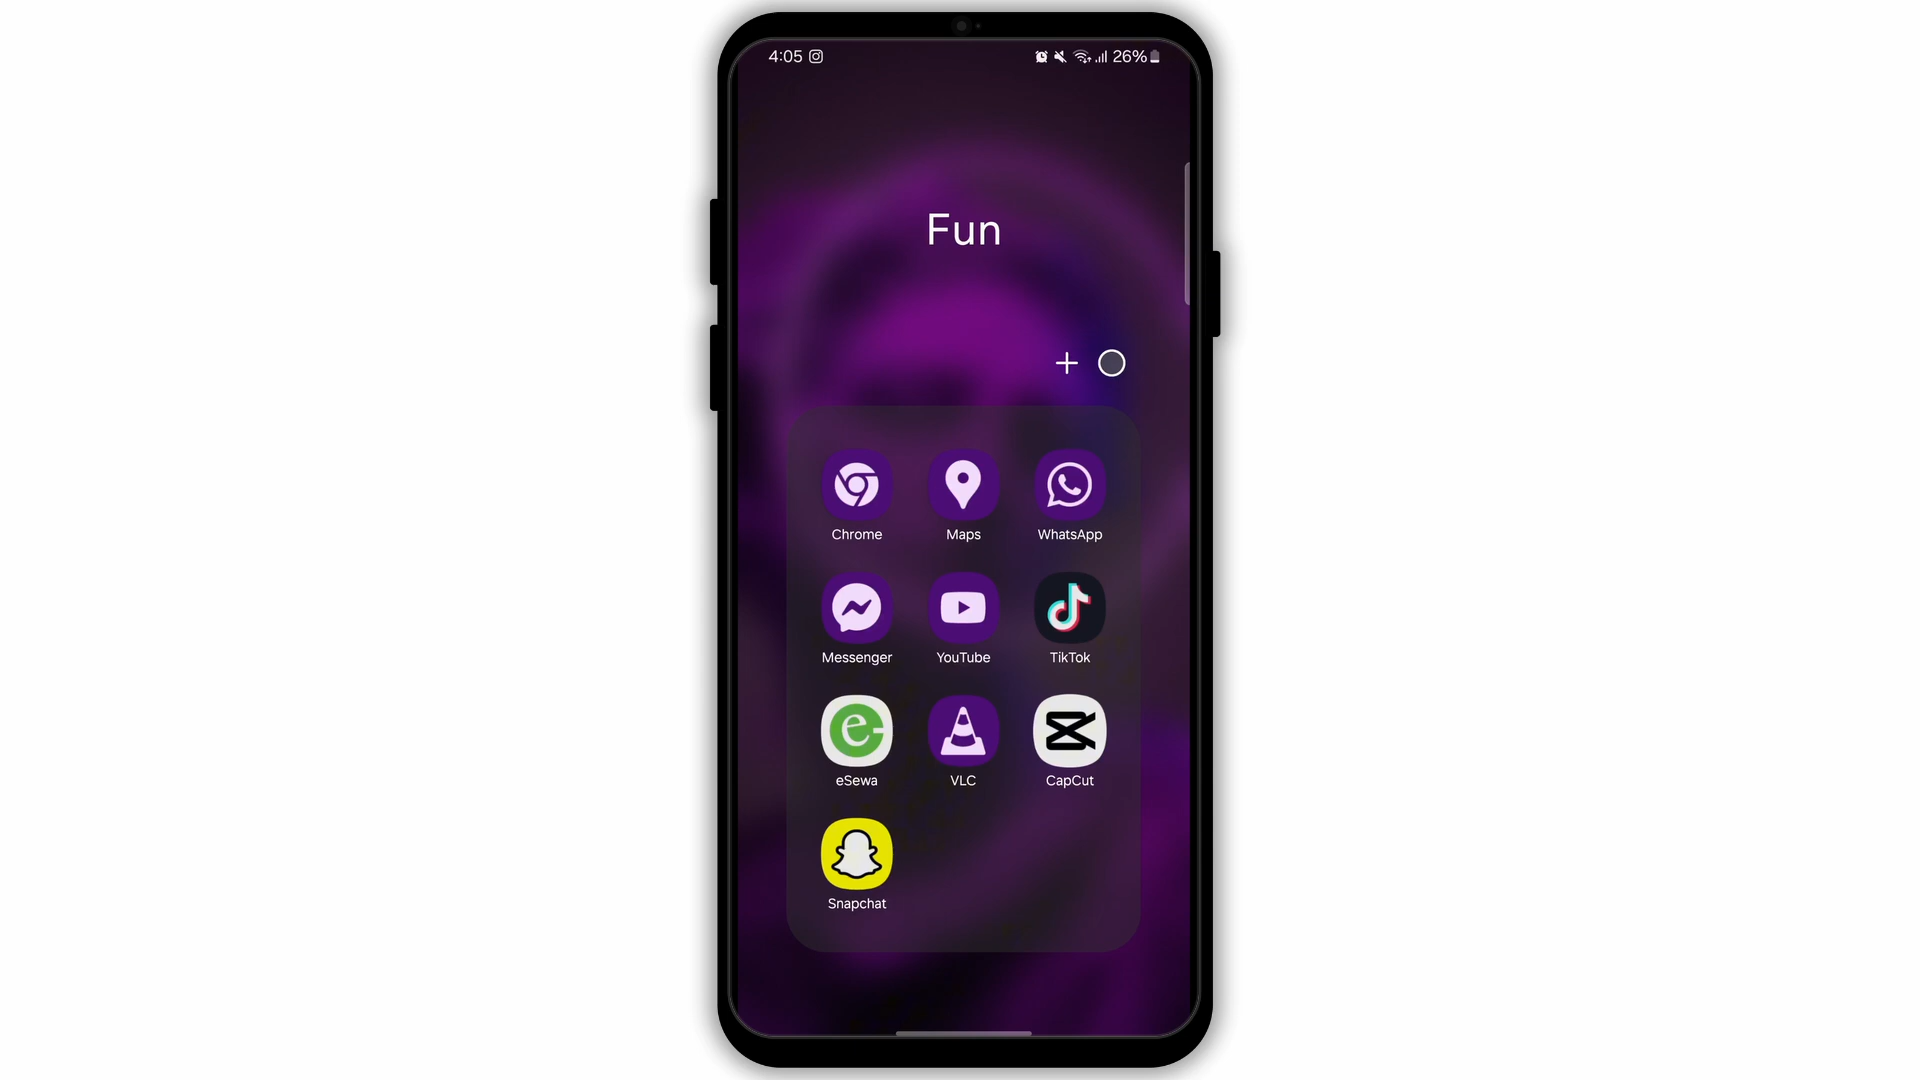 4:05 26%
Fun
Chrome Maps WhatsApp
Messenger YouTube TikTok
eSewa VLC CapCut
Snapchat